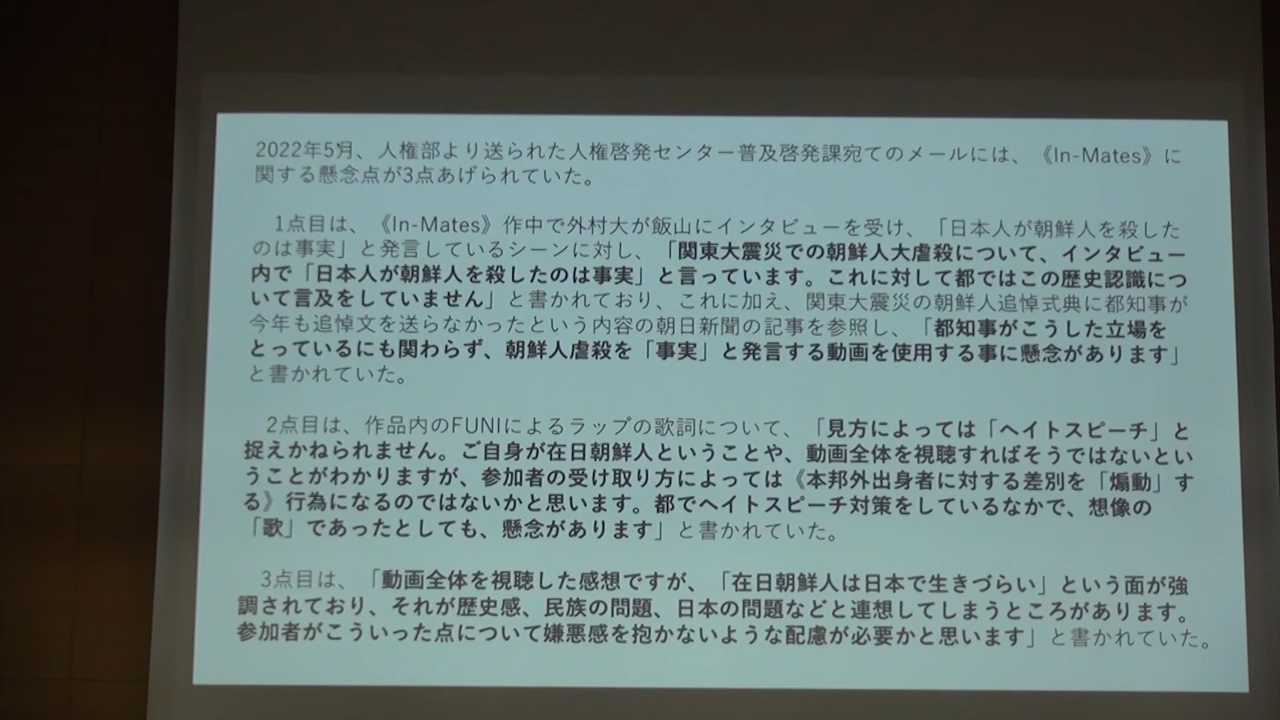 2022年5月、人権部より送られた人権啓発センター普及啓発課宛てのメールには、《In-Mates》に
関する懸念点が3点あげられていた。
1点目は、《In-Mates》作中で外村大が飯山にインタビューを受け、「日本人が朝鮮人を殺した
のは事実」と発言しているシーンに対し、「関東大震災での朝鮮人大虐殺について、インタビュー
内で「日本人が朝鮮人を殺したのは事実」と言っています。これに対して都ではこの歴史認識につ
いて言及をしていません」と書かれており、これに加え、関東大震災の朝鮮人追悼式典に都知事が
今年も追悼文を送らなかったという内容の朝日新聞の記事を参照し、「都知事がこうした立場を
とっているにも関わらず、朝鮮人虐殺を「事実」と発言する動画を使用する事に懸念があります」
と書かれていた。
2点目は、作品内のFUNIによるラップの歌詞について、「見方によっては「ヘイトスピーチ」と
捉えかねられません。ご自身が在日朝鮮人ということや、動画全体を視聴すればそうではないとい
うことがわかりますが、参加者の受け取り方によっては《本邦外出身者に対する差別を「煽動」す
る》行為になるのではないかと思います。都でヘイトスピーチ対策をしているなかで、想像の
「歌」であったとしても、懸念があります」と書かれていた。
3点目は、「動画全体を視聴した感想ですが、「在日朝鮮人は日本で生きづらい」という面が強
調されており、それが歴史感、民族の問題、日本の問題などと連想してしまうところがあります。
参加者がこういった点について嫌悪感を抱かないような配慮が必要かと思います」と書かれていた。